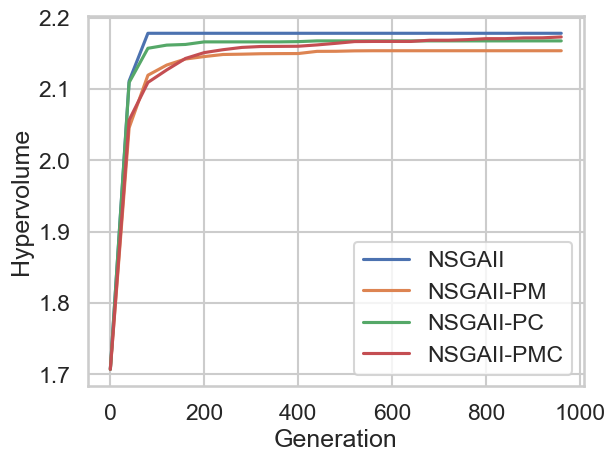 2.2
2.1
2.0
1.9
1.8
1.7
Hypervolume
NSGAII
NSGAII-PM
NSGAII-PC
NSGAII-PMC
0 200 400 600 800 1000
Generation